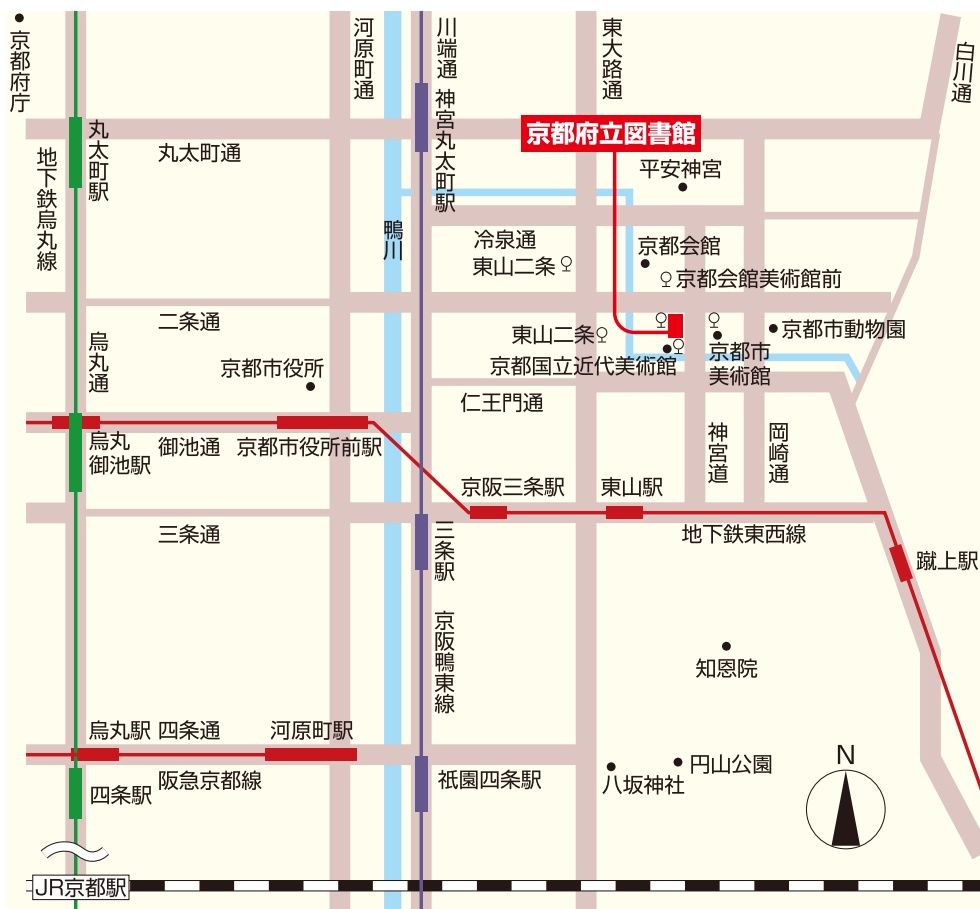 京都府庁
河原町通
川端通
東大路通
白川通
神宮丸太町駅
京都府立図書館
丸太町駅
丸太町通
地下鉄烏丸線
平安神宮
鴨川
冷泉通
京都会館
東山二条
京都会館美術館前
二条通
東山二条
京都市動物園
烏丸通
京都国立近代美術館
京都市
美術館
京都市役所
仁王門通
烏丸
御池駅
御池通
京都市役所前駅
神宮道
岡崎通
京阪三条駅
東山駅
三条通
三条駅
地下鉄東西線
蹴上駅
京阪鴨東線
知恩院
烏丸駅
四条通
河原町駅
阪急京都線
四条駅
祇園四条駅
八坂神社
円山公園
N
JR京都駅